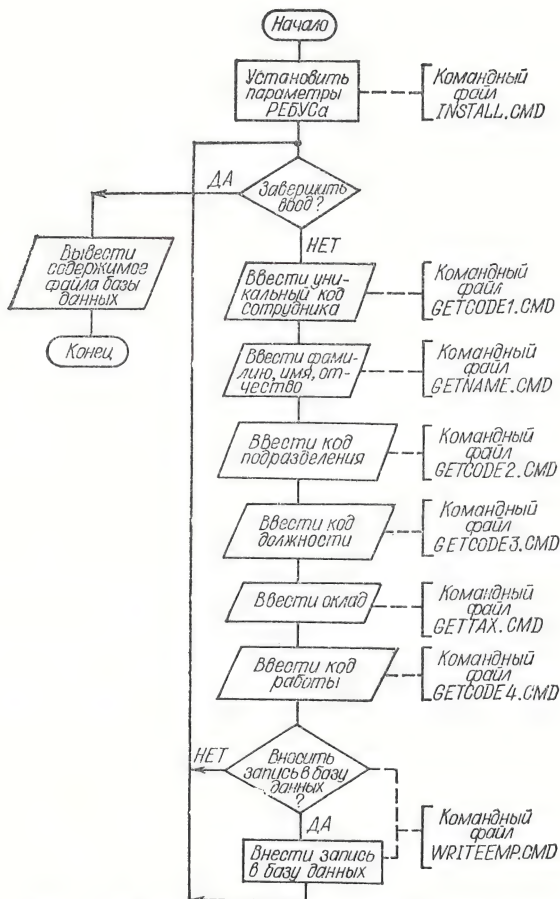 Начало
Установить
параметры
РЕБУСа
Командный
файл
INSTALL.CMD
ДА
Завершить
ввод?
НЕТ
Вывести
содержимое
файла базы
данных
Конец
Ввести уни-
кальный код
сотрудника
Командный
файл
GETCODE1.CMD
Ввести фами-
лию, имя, от-
чество
Командный
файл
GETNAME.CMD
Ввести код
подразделения
Командный
файл
GETCODE2.CMD
Ввести код
должности
Командный
файл
GETCODE3.CMD
Ввести оклад
Командный
файл
GETTAX.CMD
Ввести код
работы
Командный
файл
GETCODE4.CMD
НЕТ
Вносить
запись в базу
данных
?
ДА
Внести запись
в базу данных
Командный
файл
WRITEEMP.CMD